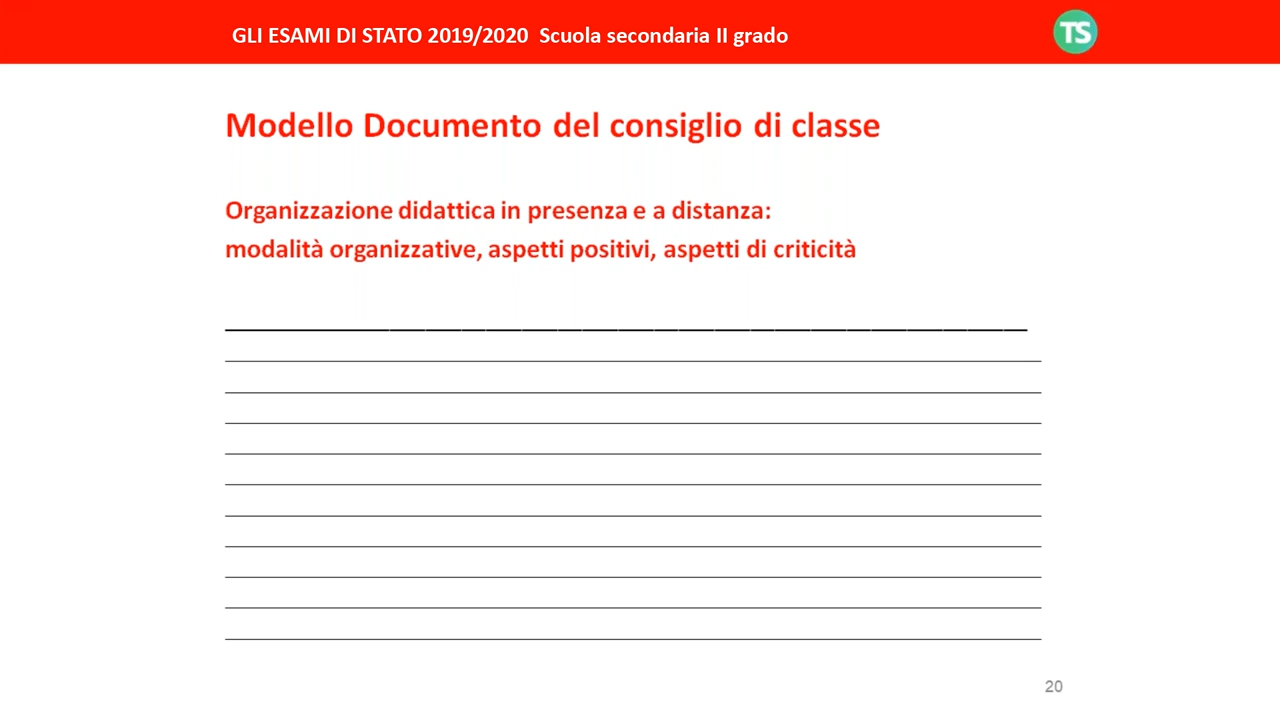 GLI ESAMI DI STATO 2019/2020 Scuola secondaria II grado
TS
Modello Documento del consiglio di classe
Organizzazione didattica in presenza e a distanza:
modalità organizzative, aspetti positivi, aspetti di criticità
20